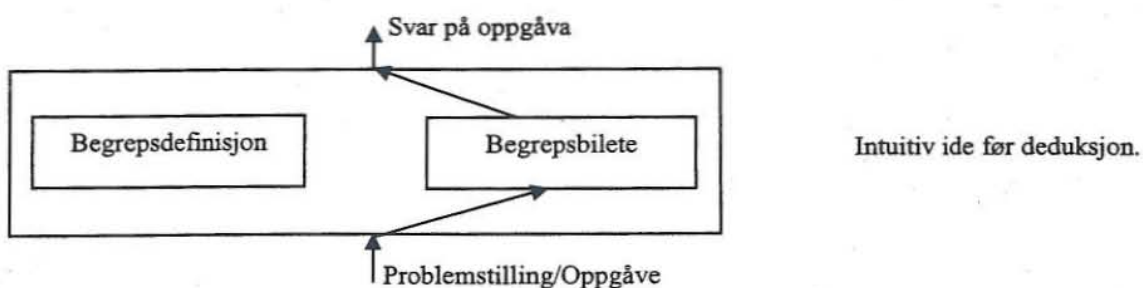 Svar på oppgåva
Begrepsdefinisjon
Begrepsbilete
Intuitiv ide før deduksjon.
Problemstilling/Oppgåve